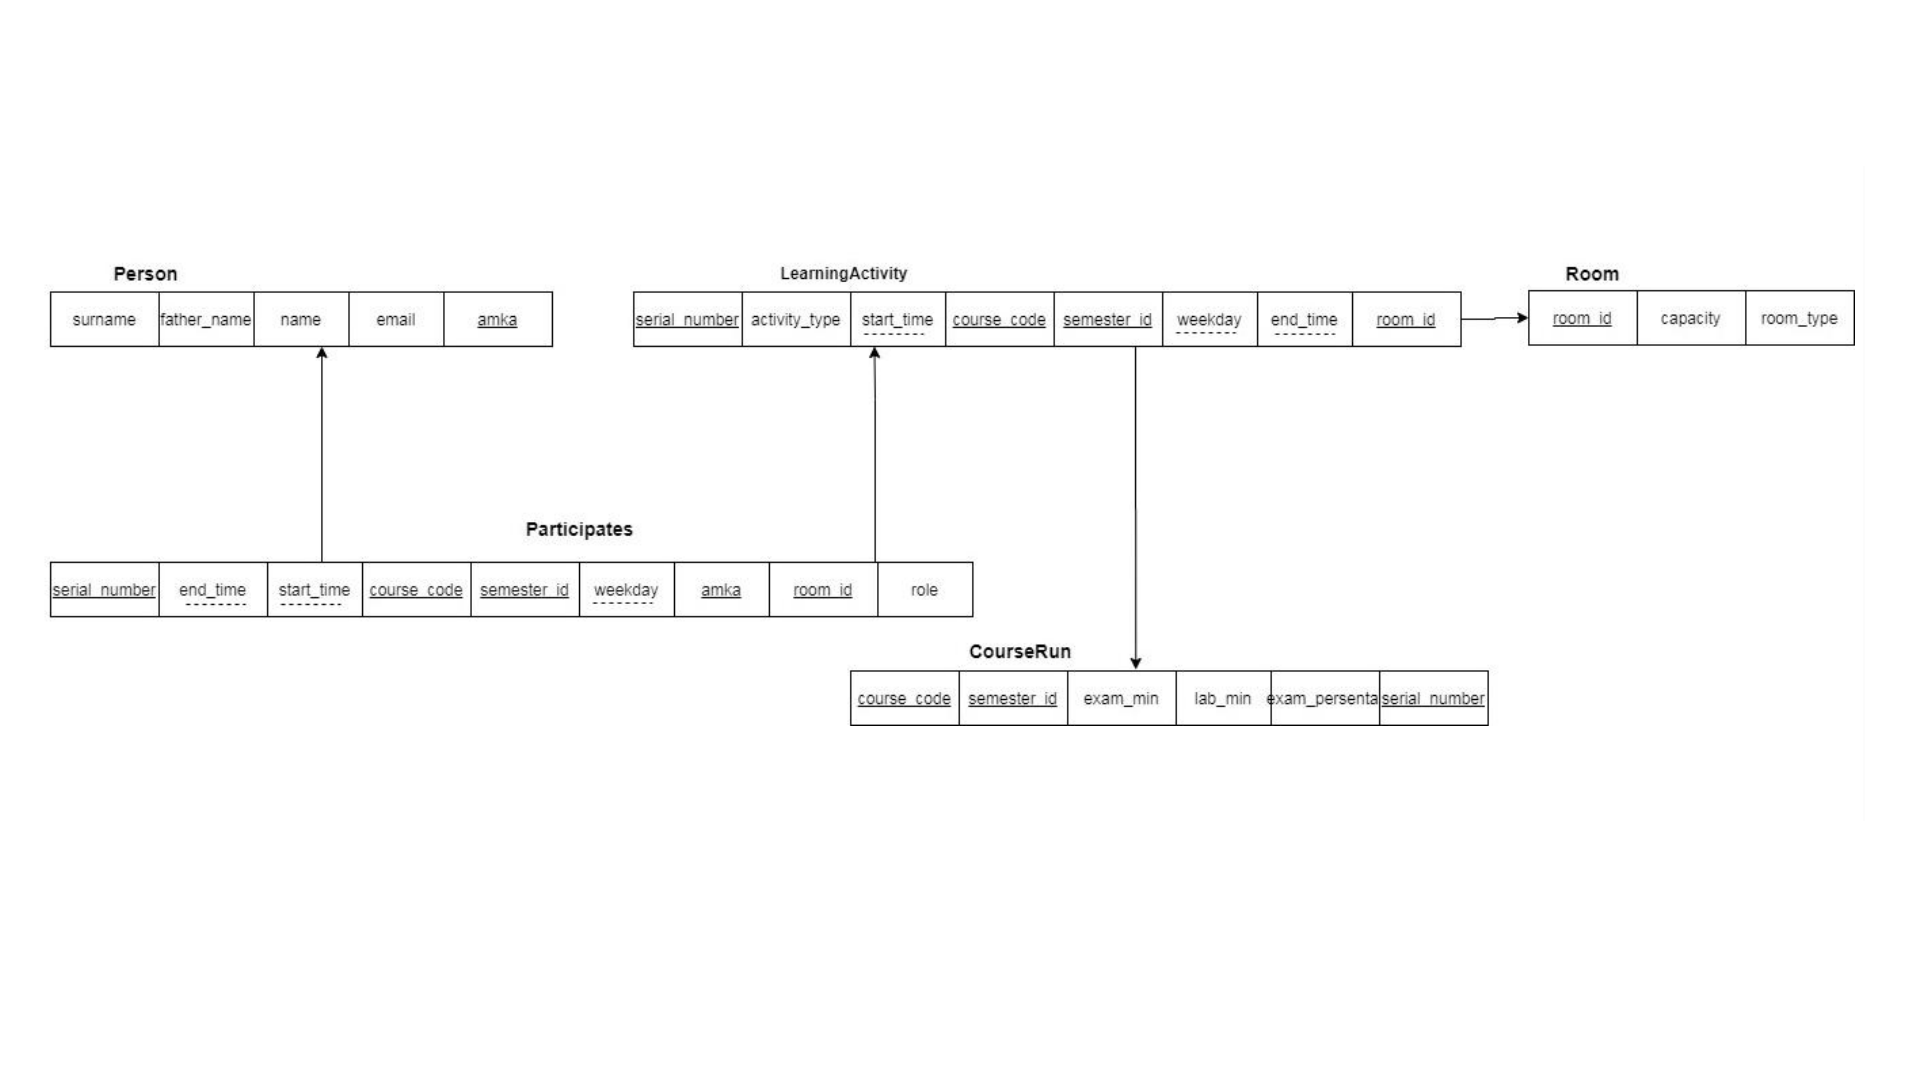 Person
surname father_name name email amka
LearningActivity
serial_number activity_type start_time course_code semester_id weekday end_time room_id
Room
room_id capacity room_type
Participates
serial_number end_time start_time course_code semester_id weekday amka room_id role
CourseRun
course_code semester_id exam_min lab_min exam_persenta serial_number